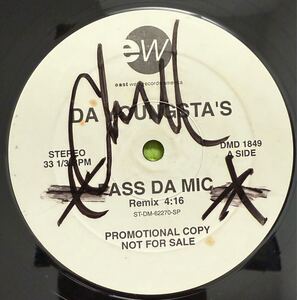 ew
east west records america
DA YOUNGSTA'S
STEREO
33 1/3 RPM
DMD 1849
A SIDE
PASS DA MIC
Remix 4:16
ST-DM-62270-SP
PROMOTIONAL COPY
NOT FOR SALE